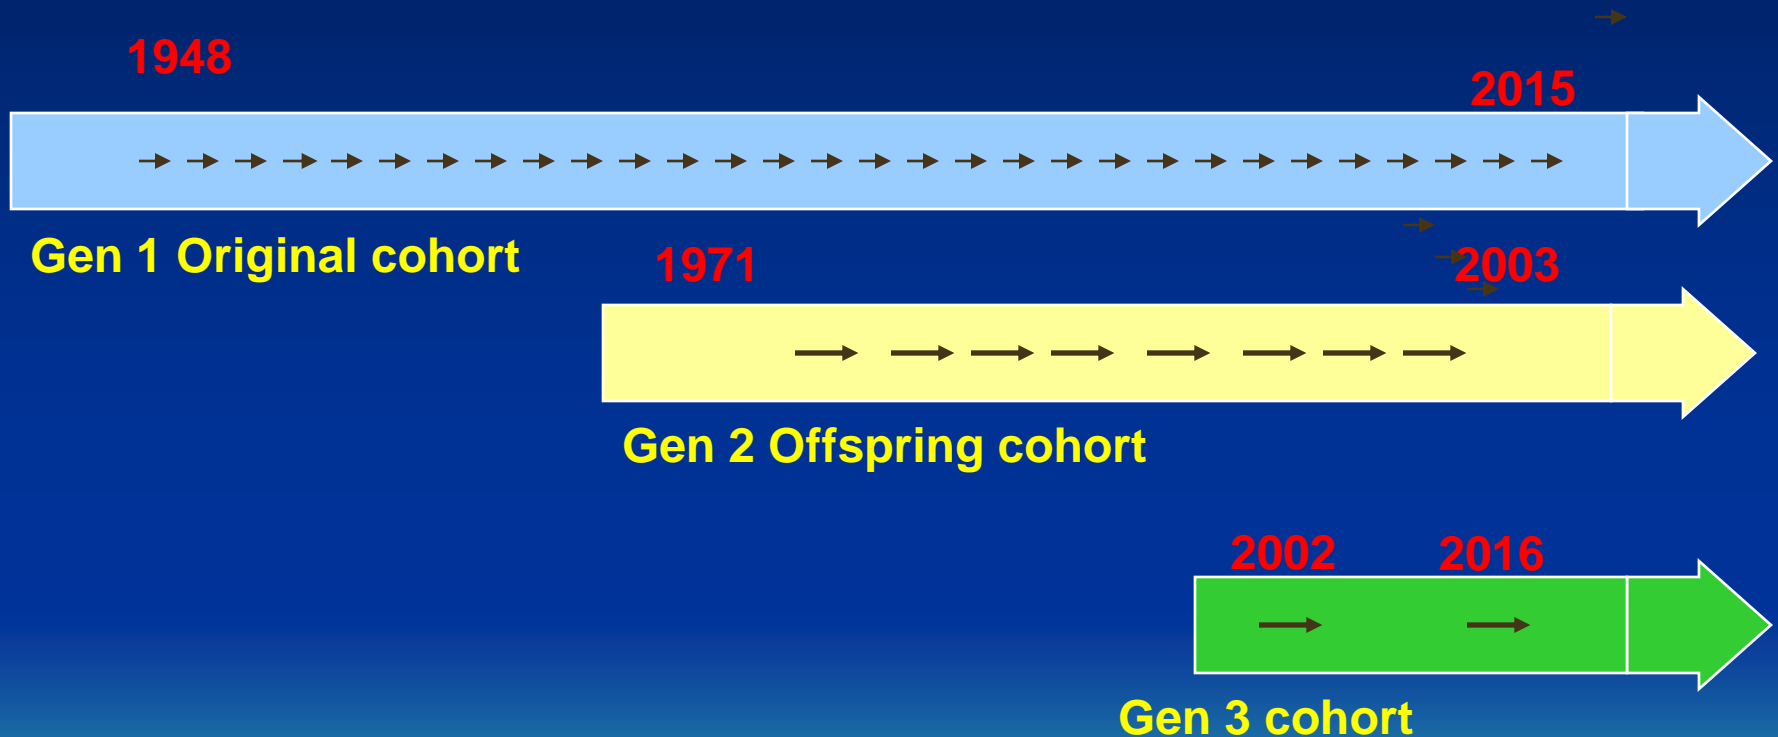 1948
2015
Gen 1 Original cohort
1971
2003
Gen 2 Offspring cohort
2002
2016
Gen 3 cohort